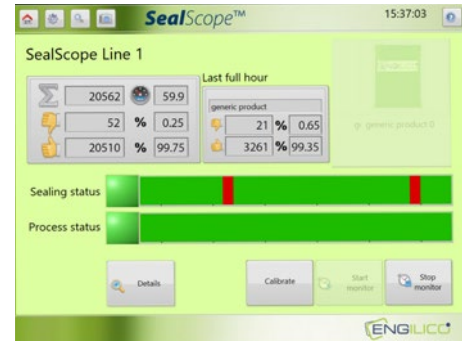 SealScope™
15:37:03
SealScope Line 1
20562 59.9
52 % 0.25
20510 % 99.75
Last full hour
generic product
21 % 0.65
3261 % 99.35
ENGILICO
generic product 0
Sealing status
Process status
Details
Calibrate
Start monitor
Stop monitor
ENGILICO